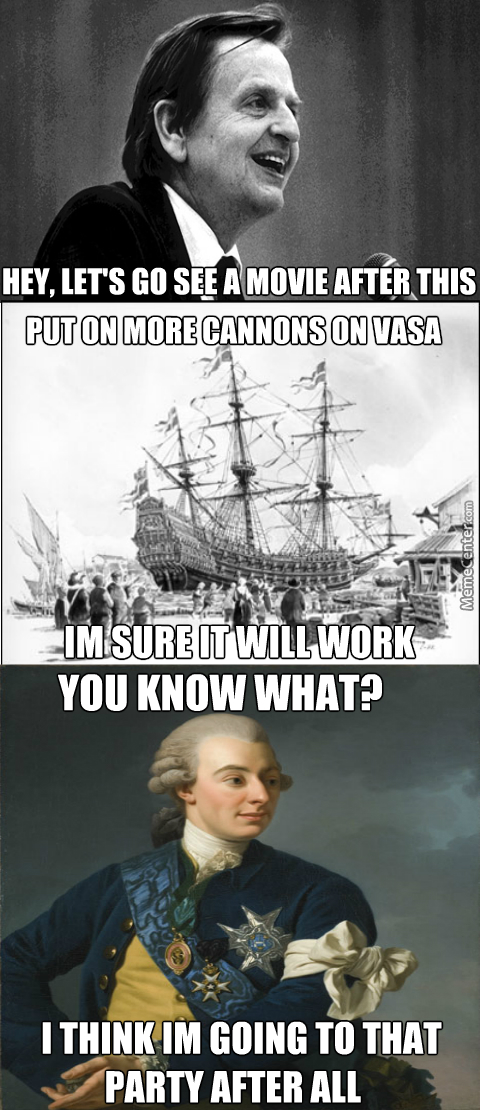 HEY, LET'S GO SEE A MOVIE AFTER THIS
PUT ON MORE CANNONS ON VASA
MemeCenter.com
IM SURE IT WILL WORK
YOU KNOW WHAT?
I THINK IM GOING TO THAT
PARTY AFTER ALL